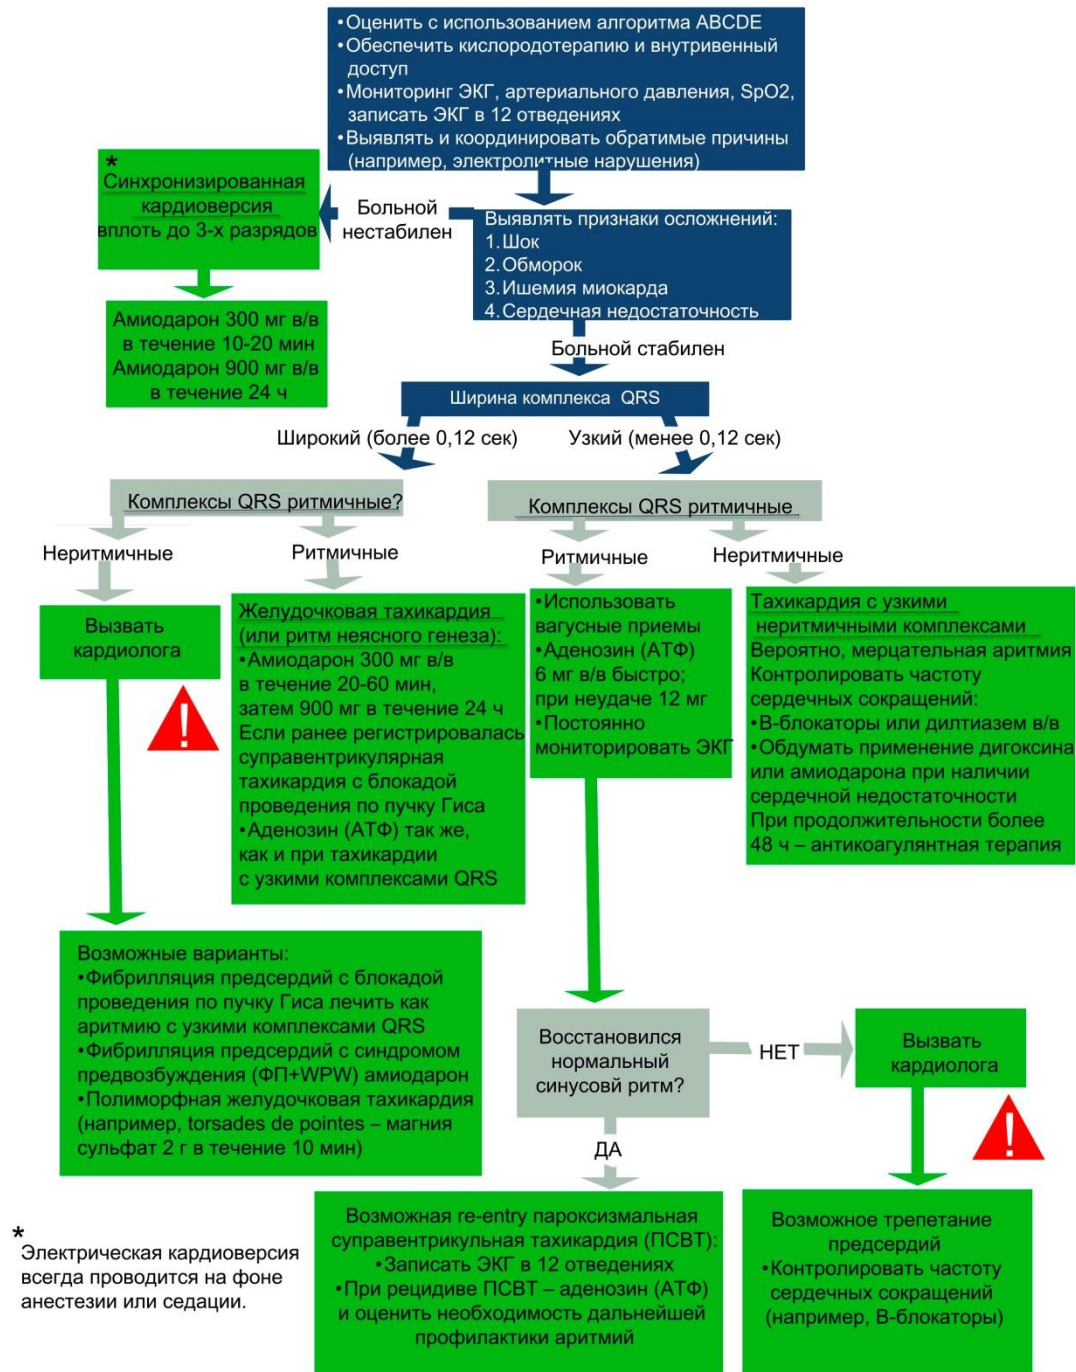 •Оценить с использованием алгоритма ABCDE
•Обеспечить кислородотерапию и внутривенный
доступ
•Мониторинг ЭКГ, артериального давления, SpO2,
записать ЭКГ в 12 отведениях
•Выявлять и координировать обратимые причины
(например, электролитные нарушения)
*
Синхронизированная
кардиоверсия
вплоть до 3-х разрядов
Больной
нестабилен
Выявлять признаки осложнений:
1.Шок
2.Обморок
3.Ишемия миокарда
4.Сердечная недостаточность
Амиодарон 300 мг в/в
в течение 10-20 мин
Амиодарон 900 мг в/в
в течение 24 ч
Больной стабилен
Ширина комплекса QRS
Широкий (более 0,12 сек)
Узкий (менее 0,12 сек)
Комплексы QRS ритмичные?
Комплексы QRS ритмичные
Неритмичные
Ритмичные
Ритмичные
Неритмичные
Вызвать
кардиолога
!
Желудочковая тахикардия
(или ритм неясного генеза):
•Амиодарон 300 мг в/в
в течение 20-60 мин,
затем 900 мг в течение 24 ч
Если ранее регистрировалась
суправентрикулярная
тахикардия с блокадой
проведения по пучку Гиса
•Аденозин (АТФ) так же,
как и при тахикардии
с узкими комплексами QRS
•Использовать
вагусные приемы
•Аденозин (АТФ)
6 мг в/в быстро;
при неудаче 12 мг
•Постоянно
мониторировать ЭКГ
Тахикардия с узкими
неритмичными комплексами
Вероятно, мерцательная аритмия
Контролировать частоту
сердечных сокращений:
•В-блокаторы или дилтиазем в/в
•Обдумать применение дигоксина
или амиодарона при наличии
сердечной недостаточности
При продолжительности более
48 ч – антикоагулянтная терапия
Возможные варианты:
•Фибрилляция предсердий с блокадой
проведения по пучку Гиса лечить как
аритмию с узкими комплексами QRS
•Фибрилляция предсердий с синдромом
предвозбуждения (ФП+WPW) амиодарон
•Полиморфная желудочковая тахикардия
(например, torsades de pointes – магния
сульфат 2 г в течение 10 мин)
Восстановился
нормальный
синусовй ритм?
НЕТ
Вызвать
кардиолога
!
ДА
Возможная re-entry пароксизмальная
суправентрикульная тахикардия (ПСВТ):
•Записать ЭКГ в 12 отведениях
•При рецидиве ПСВТ – аденозин (АТФ)
и оценить необходимость дальнейшей
профилактики аритмий
Возможное трепетание
предсердий
•Контролировать частоту
сердечных сокращений
(например, В-блокаторы)
*
Электрическая кардиоверсия
всегда проводится на фоне
анестезии или седации.